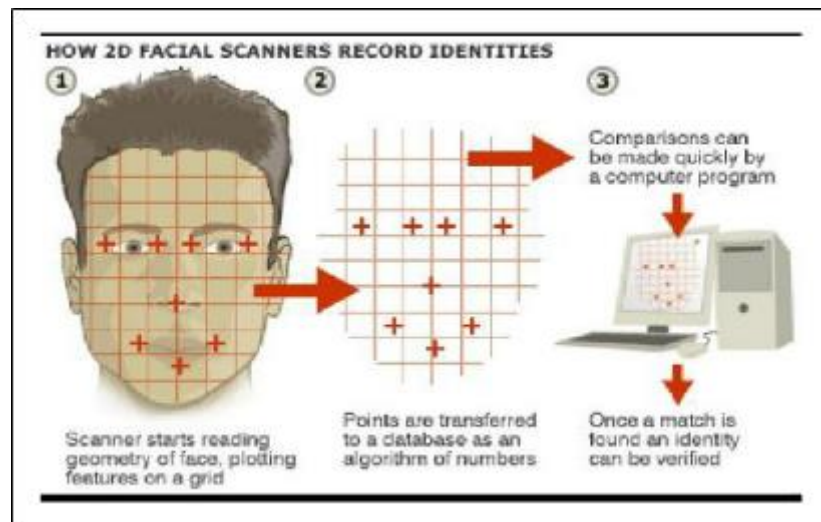 HOW 2D FACIAL SCANNERS RECORD IDENTITIES
1
2
3
Comparisons can
be made quickly by
a computer program
Scanner starts reading
geometry of face, plotting
features on a grid
Points are transferred
to a database as an
algorithm of numbers
Once a match is
found an identity
can be verified